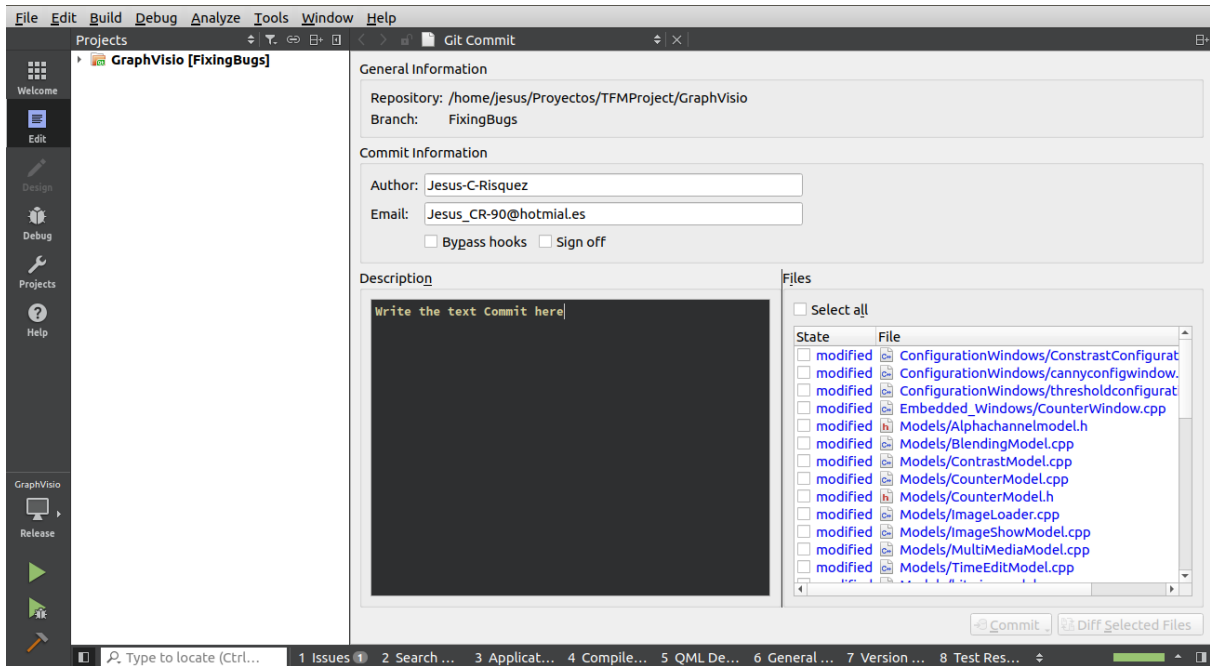 File Edit Build Debug Analyze Tools Window Help
Projects
Git Commit
Welcome
Edit
Design
Debug
Projects
Help
GraphVisio
Release
GraphVisio [FixingBugs]
General Information
Repository: /home/jesus/Proyectos/TFMProject/GraphVisio
Branch: FixingBugs
Commit Information
Author: Jesus-C-Risquez
Email: Jesus_CR-90@hotmial.es
Bypass hooks Sign off
Description
Write the text Commit here
Files
Select all
State File
modified ConfigurationWindows/ConstrastConfigurat
modified ConfigurationWindows/cannyconfigwindow.
modified ConfigurationWindows/thresholdconfigurati
modified Embedded_Windows/CounterWindow.cpp
modified Models/Alphachannelmodel.h
modified Models/BlendingModel.cpp
modified Models/ContrastModel.cpp
modified Models/CounterModel.cpp
modified Models/CounterModel.h
modified Models/ImageLoader.cpp
modified Models/ImageShowModel.cpp
modified Models/MultiMediaModel.cpp
modified Models/TimeEditModel.cpp
Commit Diff Selected Files
Type to locate (Ctrl... 1 Issues 1 2 Search ... 3 Applicat... 4 Compile... 5 QML De... 6 General ... 7 Version ... 8 Test Res...